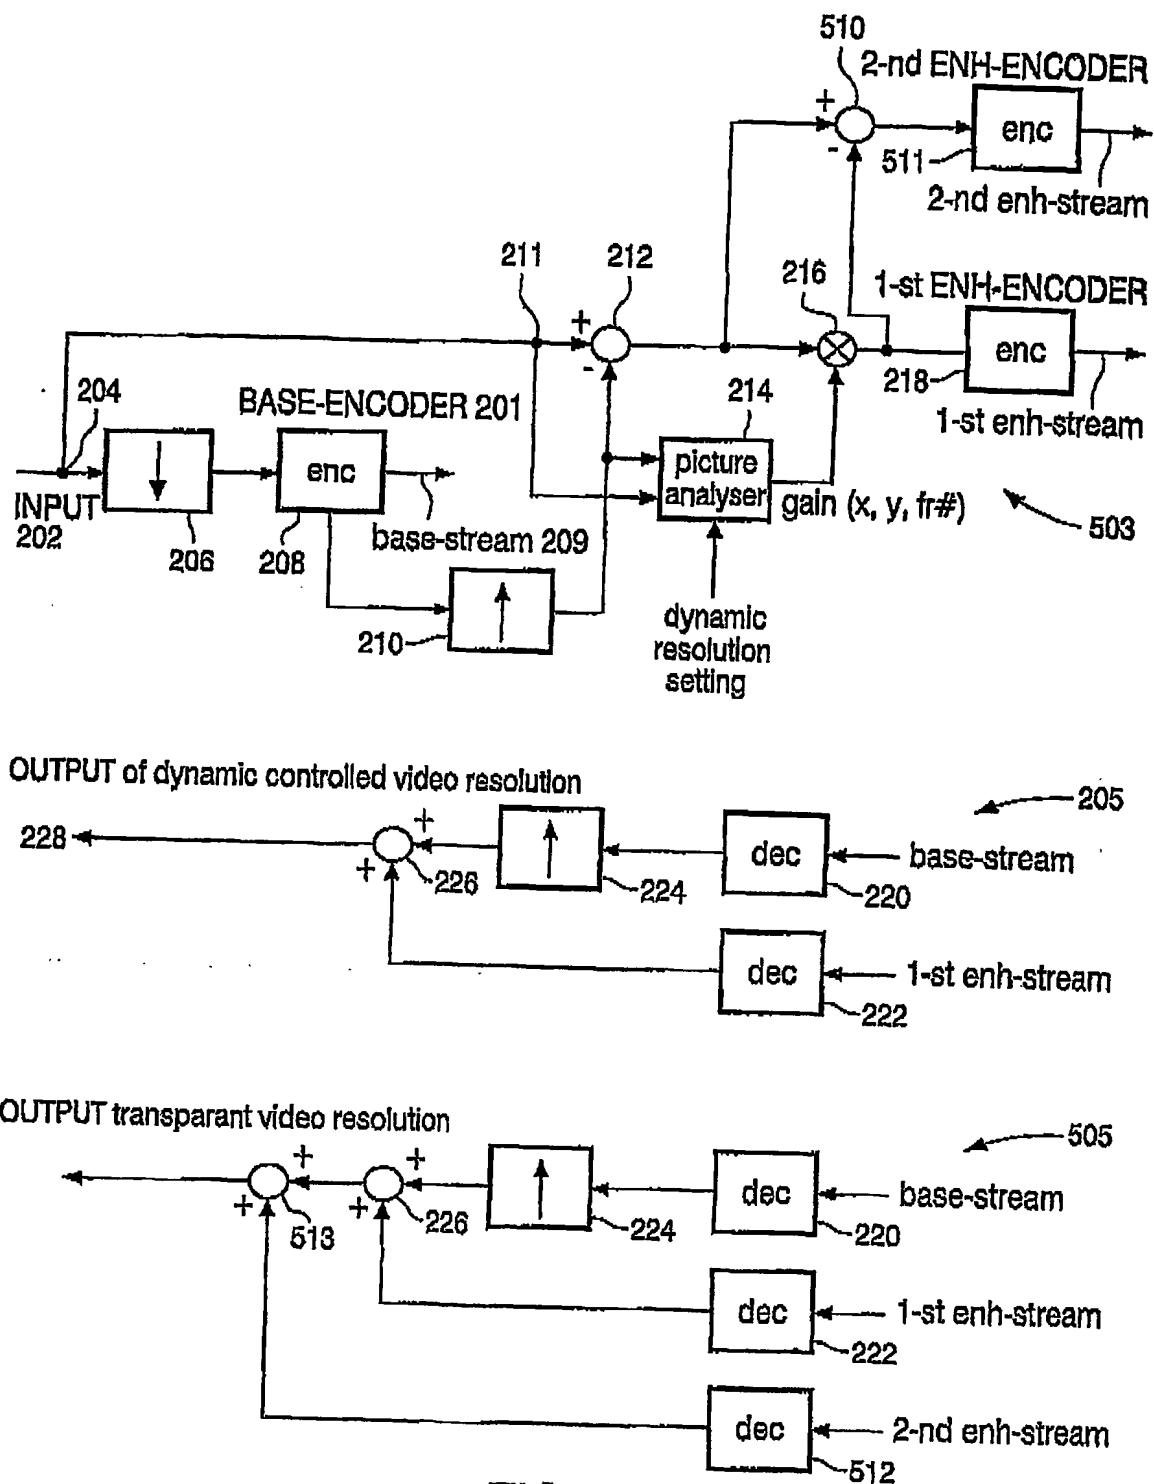 510
2-nd ENH-ENCODER
+
-
enc
511
2-nd enh-stream
211
212
216
1-st ENH-ENCODER
+
-
enc
218
1-st enh-stream
204
BASE-ENCODER 201
214
enc
picture
analyser
gain (x, y, fr#)
INPUT
202
206
208
base-stream 209
503
210
dynamic
resolution
setting
OUTPUT of dynamic controlled video resolution
205
228
+
+
226
224
dec
220
base-stream
dec
222
1-st enh-stream
OUTPUT transparant video resolution
505
+
+
+
+
513
226
224
dec
220
base-stream
dec
222
1-st enh-stream
dec
512
2-nd enh-stream